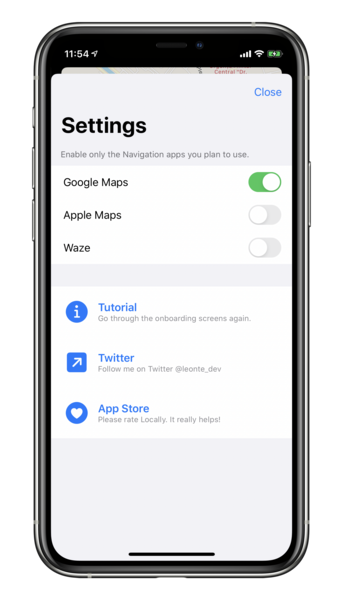 11:54
Central "Dr.
Close
Settings
Enable only the Navigation apps you plan to use.
Google Maps
Apple Maps
Waze
Tutorial
Go through the onboarding screens again.
Twitter
Follow me on Twitter @leonte_dev
App Store
Please rate Locally. It really helps!